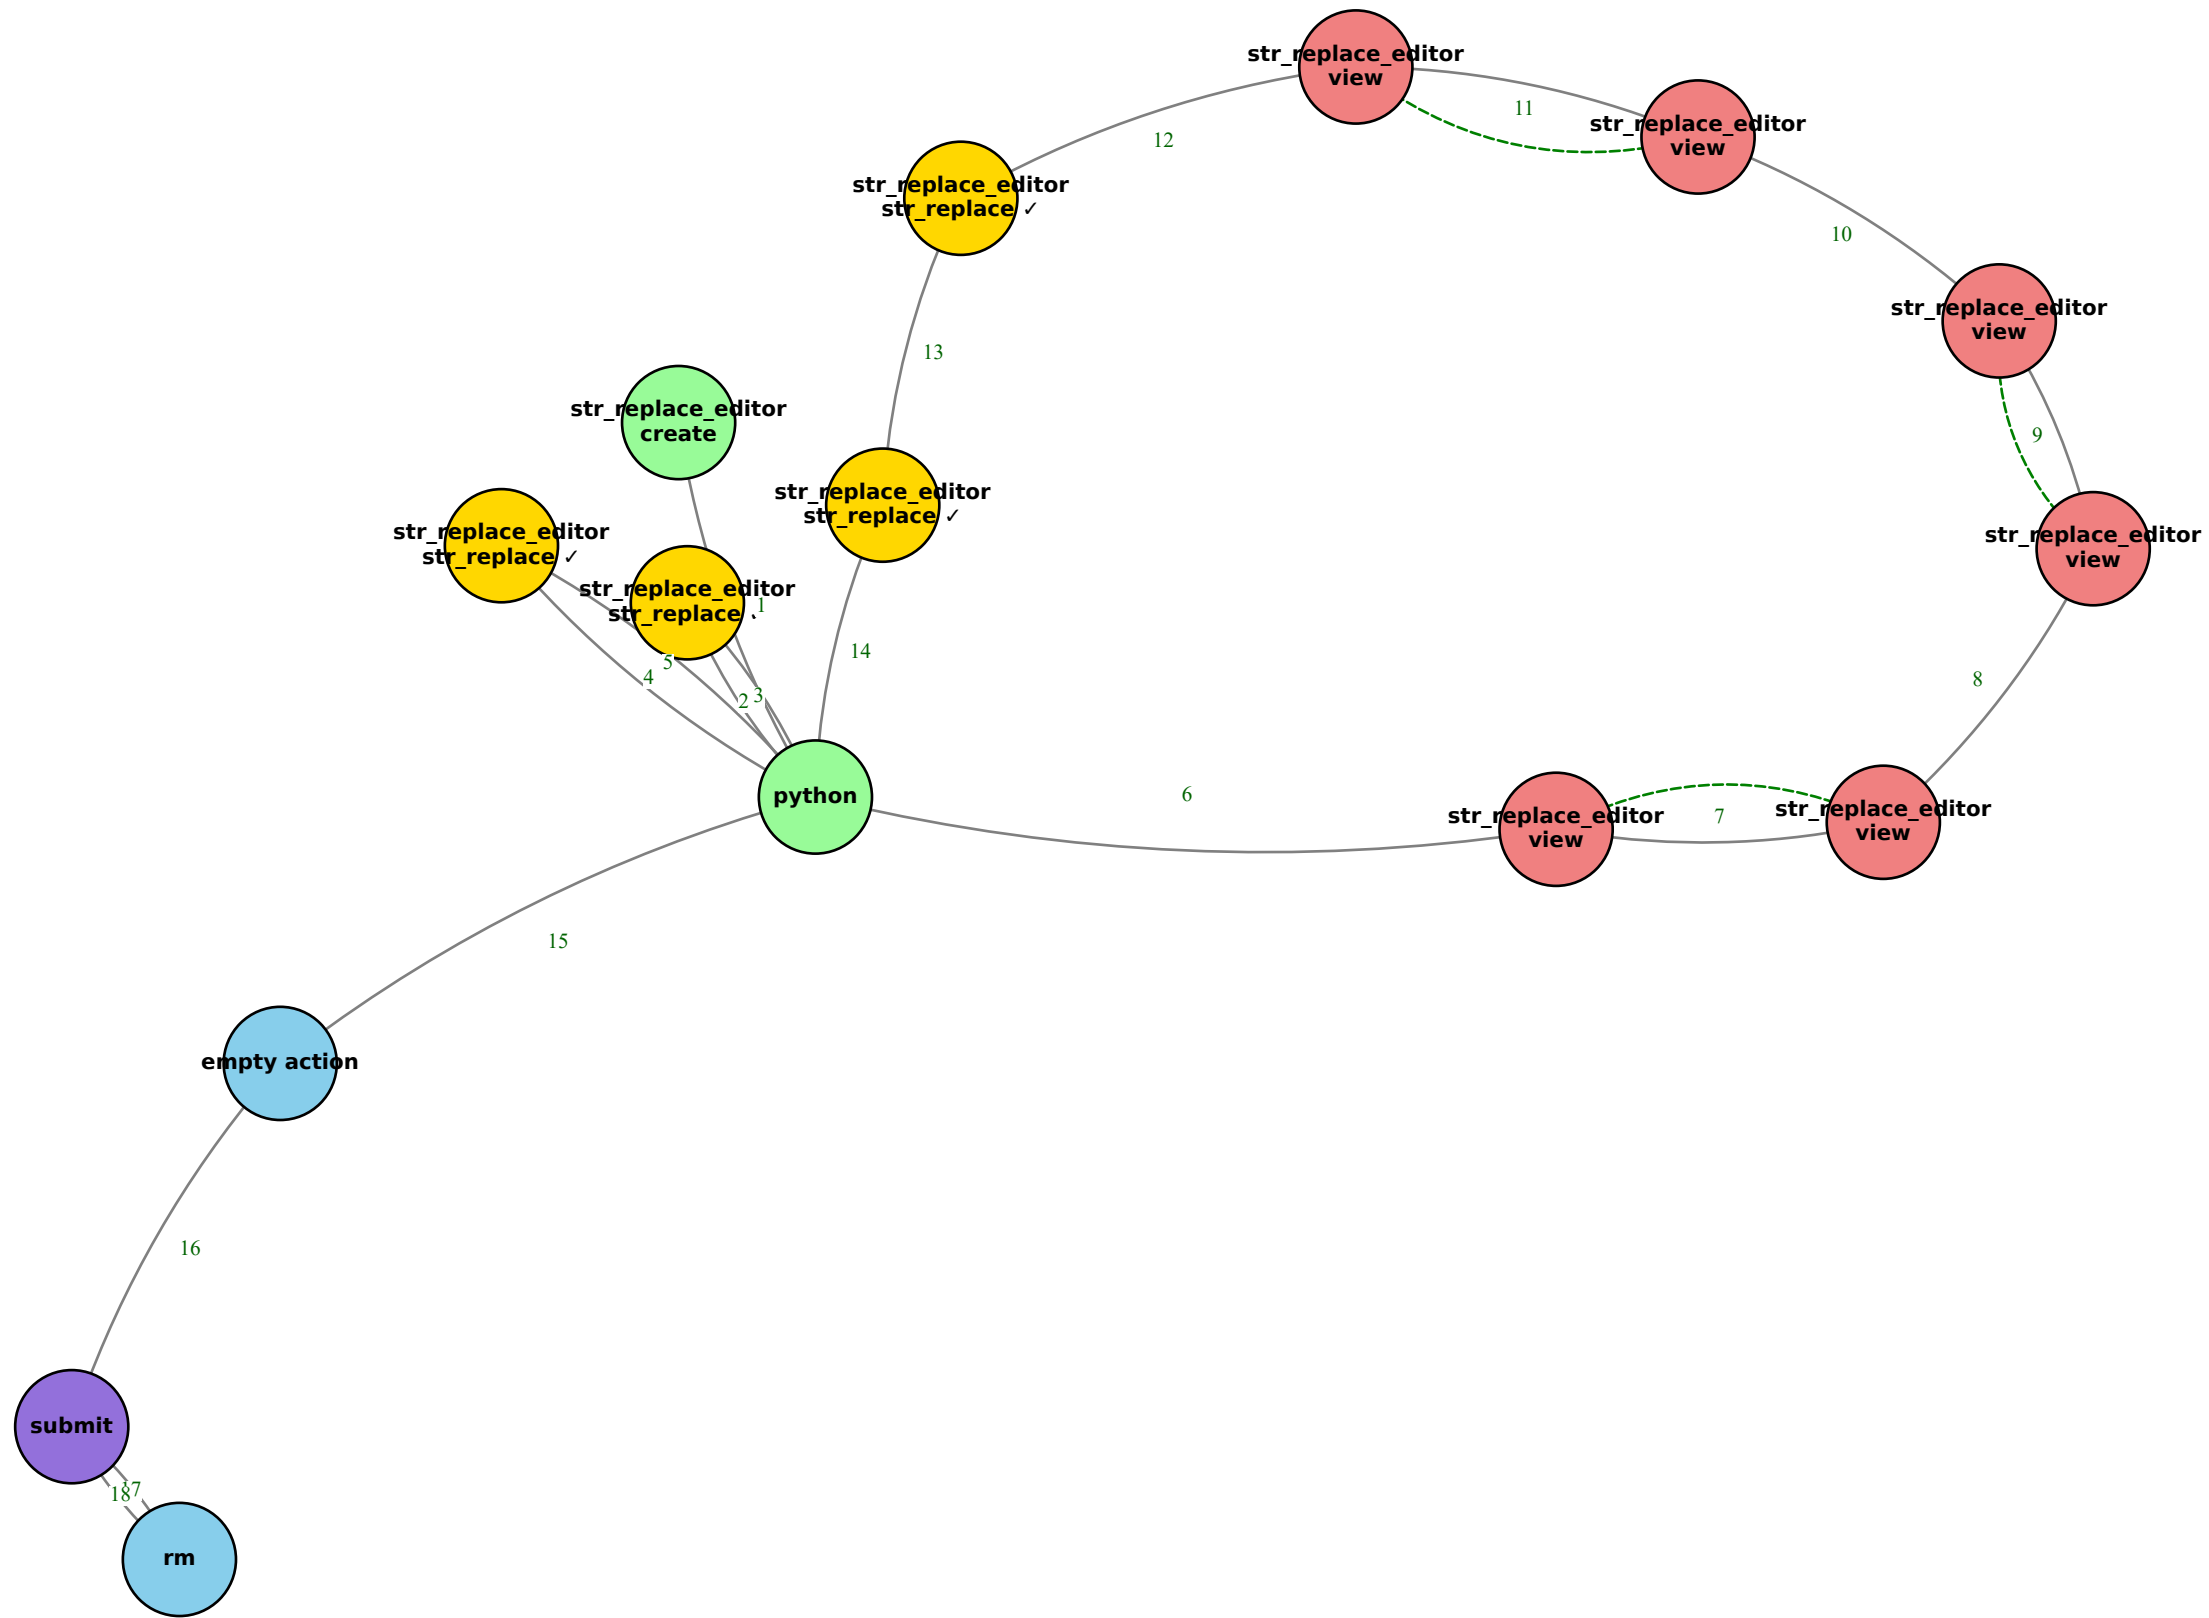 str_replace_editor
view
11
str_replace_editor
view
12
str_replace_editor
str_replace ✓
10
str_replace_editor
view
13
str_replace_editor
create
9
str_replace_editor
str_replace ✓
str_replace_editor
str_replace ✓
str_replace_editor
view
str_replace_editor
str_replace
1
14
5
4
8
2
3
python
6
str_replace_editor
view
7
str_replace_editor
view
15
empty action
16
submit
17
18
rm